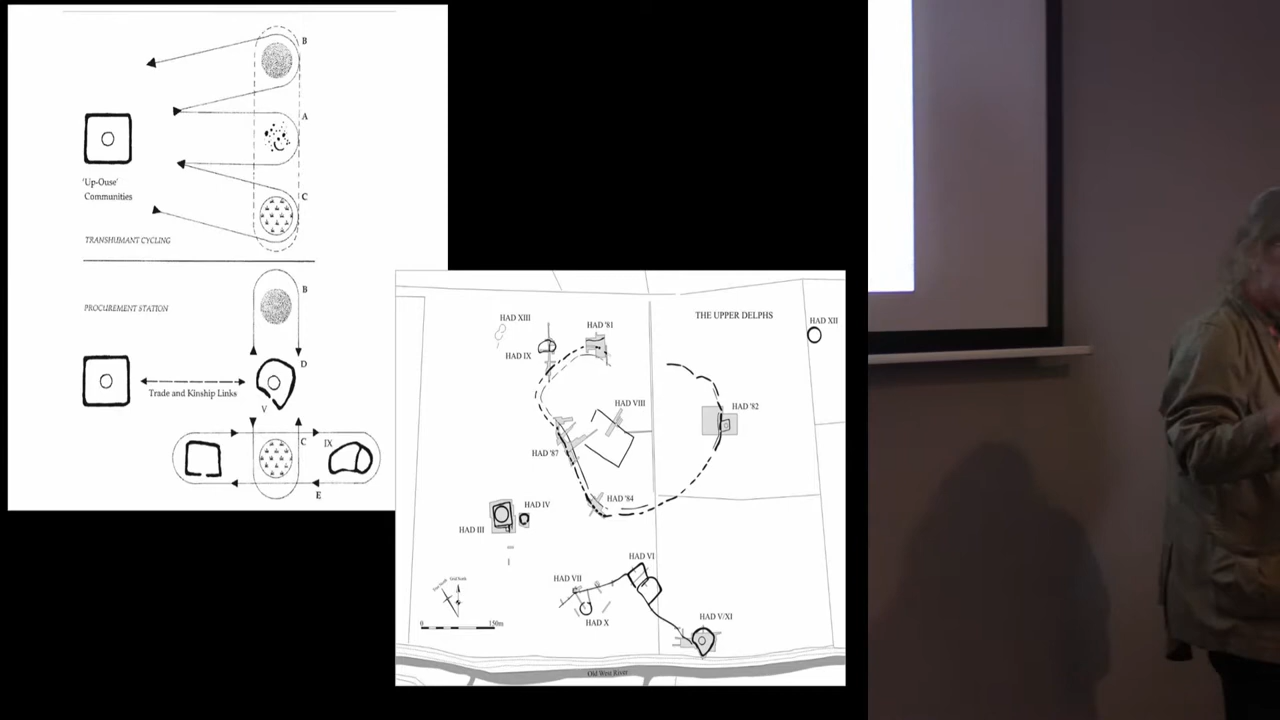 B
A
'Up-Ouse'
Communities
C
TRANSHUMANT CYCLING
B
PROCUREMENT STATION
D
Trade and Kinship Links
V
C
IX
E
THE UPPER DELPHS
HAD XIII
HAD '81
HAD XII
HAD IX
HAD VIII
HAD '82
HAD '87
HAD '84
HAD IV
HAD III
HAD VI
HAD VII
Grid North
HAD X
HAD V/XI
0 150m
Old West River